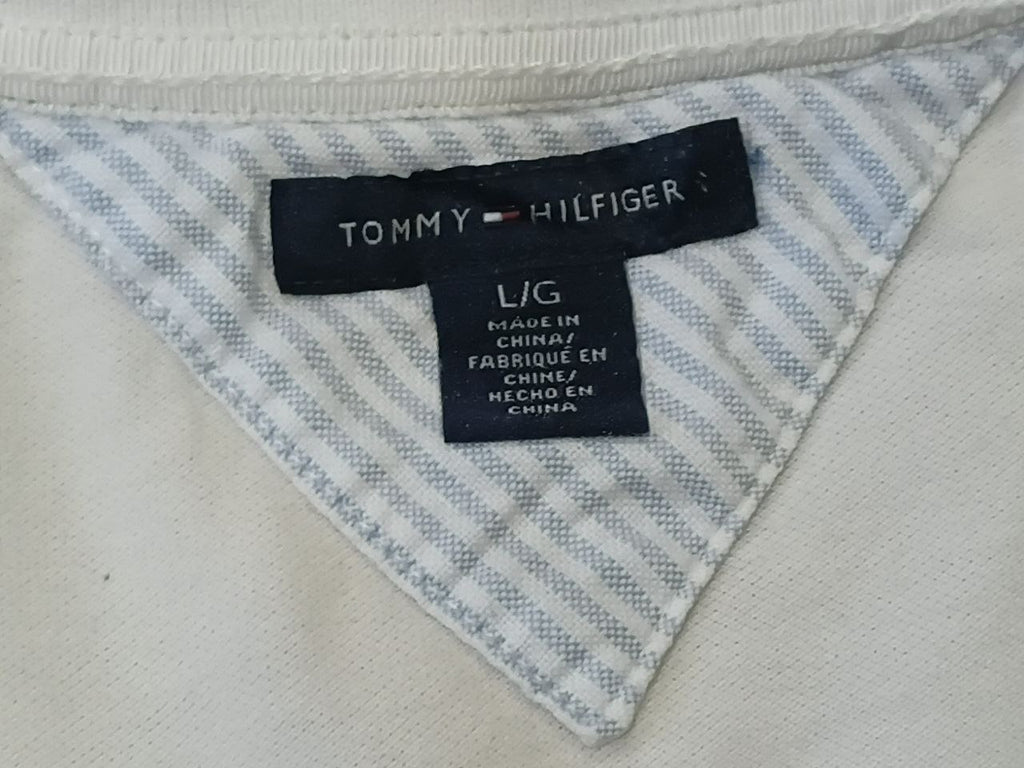 TOMMY HILFIGER
L/G
MADE IN
CHINA/
FABRIQUÉ EN
CHINE/
HECHO EN
CHINA